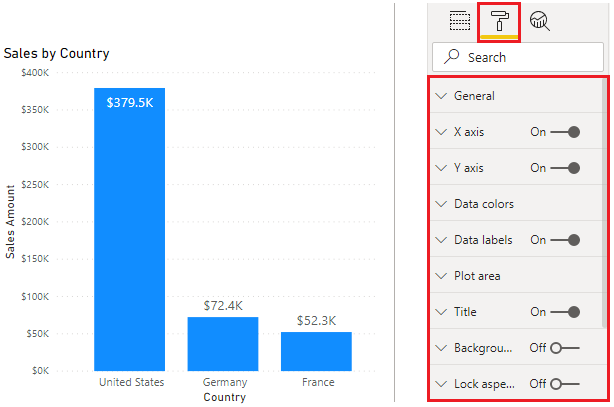 Sales by Country
$400K
$350K
$300K
$250K
$200K
$150K
$100K
$50K
$0K
Sales Amount
$379.5K
$72.4K
$52.3K
United States
Germany
France
Country
Search
General
X axis On
Y axis On
Data colors
Data labels On
Plot area
Title On
Backgrou... Off
Lock aspe... Off